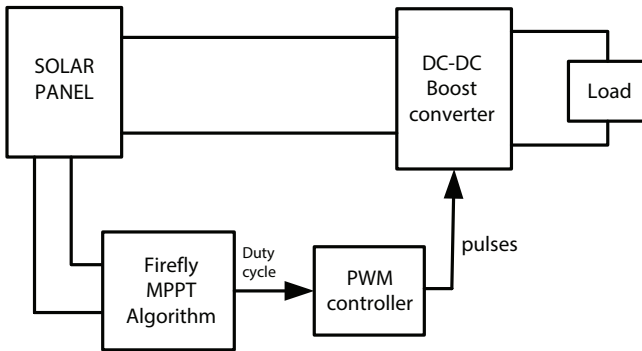 SOLAR
PANEL
DC-DC
Boost
converter
Load
Firefly
MPPT
Algorithm
Duty
cycle
PWM
controller
pulses